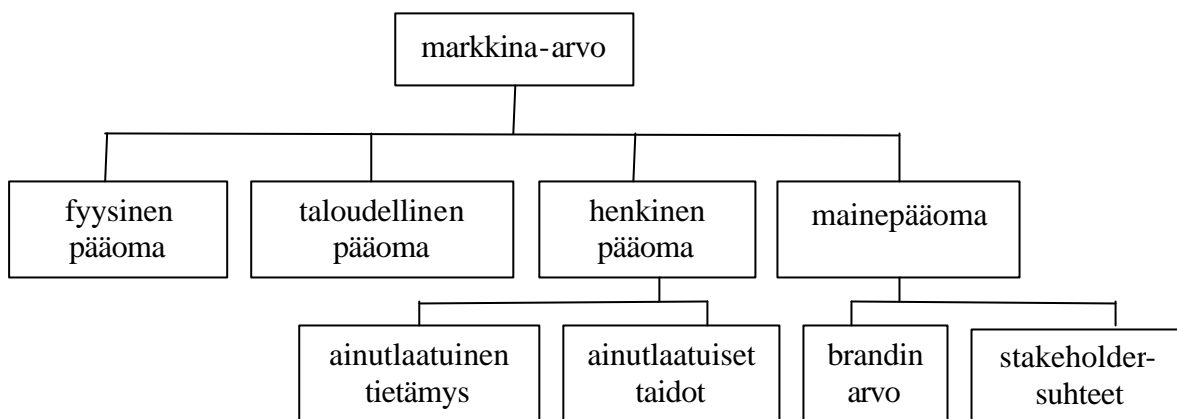 markkina-arvo
fyysinen
pääoma
taloudellinen
pääoma
henkinen
pääoma
mainepääoma
ainutlaatuinen
tietämys
ainutlaatuiset
taidot
brandin
arvo
stakeholder-
suhteet